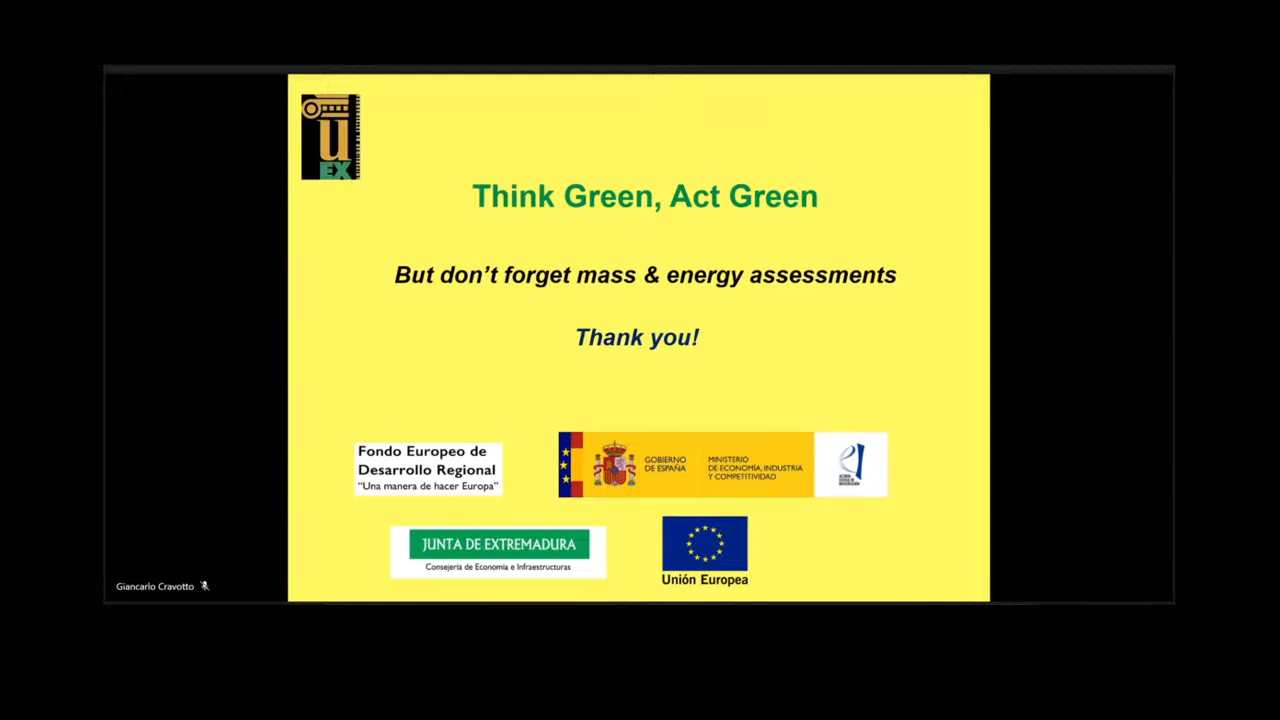 U
EX
Think Green, Act Green
But don’t forget mass & energy assessments
Thank you!
Fondo Europeo de
Desarrollo Regional
“Una manera de hacer Europa”
GOBIERNO
DE ESPAÑA
MINISTERIO
DE ECONOMÍA, INDUSTRIA
Y COMPETITIVIDAD
JUNTA DE EXTREMADURA
Consejería de Economía e Infraestructuras
Unión Europea
Giancarlo Cravotto